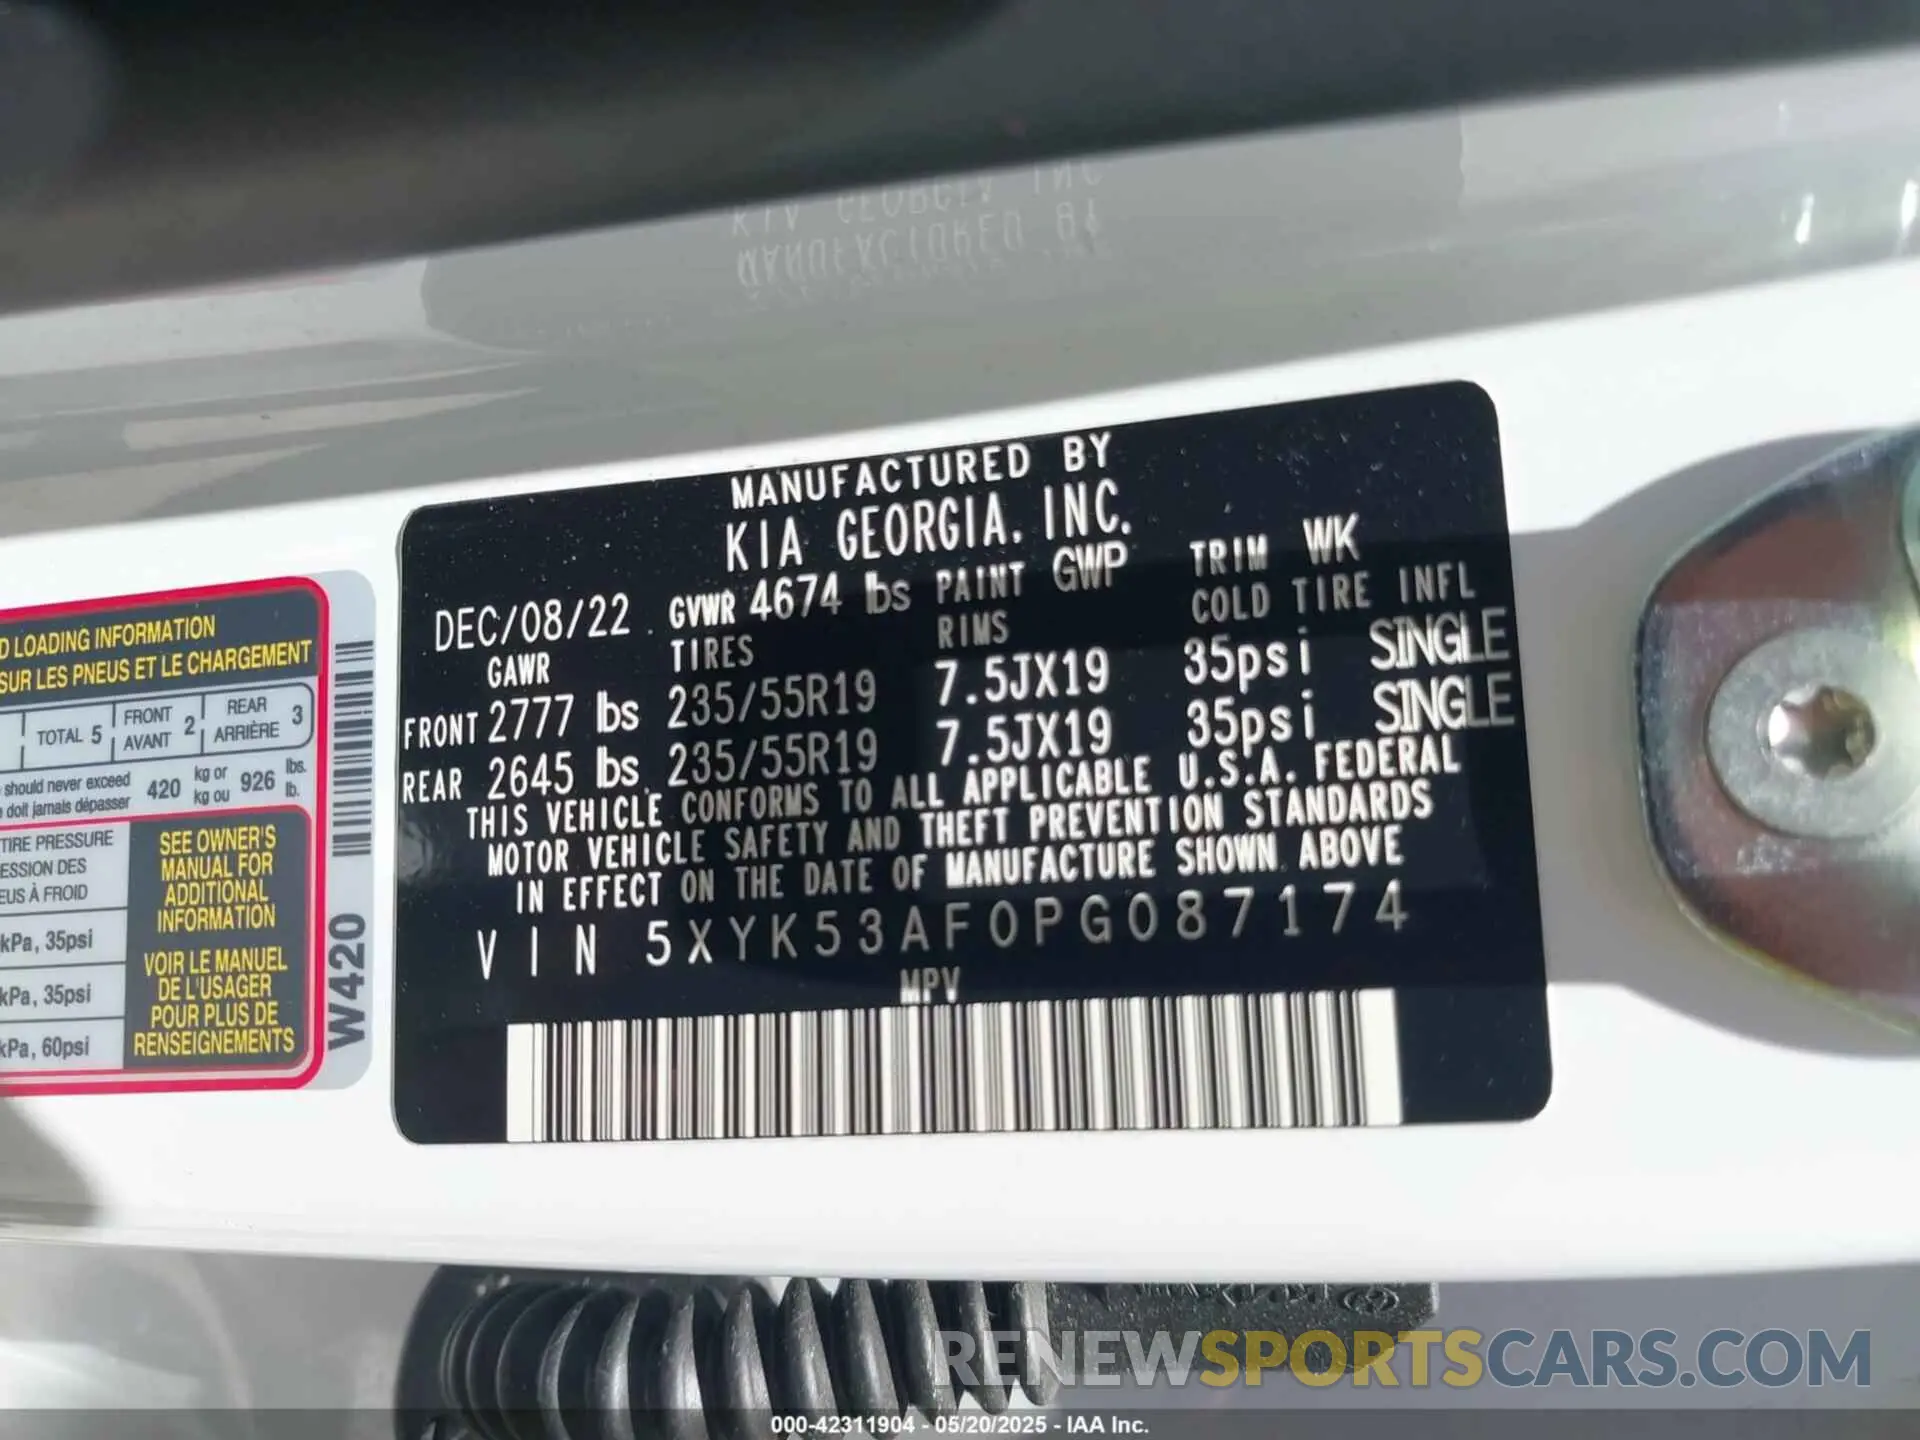 MANUFACTURED BY
KIA GEORGIA. INC.
DEC/08/22 GVWR 4674 lbs PAINT GWP TRIM WK
GAWR TIRES RIMS COLD TIRE INFL
FRONT 2777 lbs 235/55R19 7.5JX19 35psi SINGLE
REAR 2645 lbs 235/55R19 7.5JX19 35psi SINGLE
THIS VEHICLE CONFORMS TO ALL APPLICABLE U.S.A. FEDERAL
MOTOR VEHICLE SAFETY AND THEFT PREVENTION STANDARDS
IN EFFECT ON THE DATE OF MANUFACTURE SHOWN ABOVE
VIN 5XYK53AF0PG087174
MPV
D LOADING INFORMATION
SUR LES PNEUS ET LE CHARGEMENT
TOTAL 5 FRONT AVANT 2 REAR ARRIÈRE 3
should never exceed 420 kg or 926 lbs.
doit jamais dépasser kg ou lb.
TIRE PRESSURE
ESSION DES
EUS À FROID
kPa, 35psi
kPa, 35psi
kPa, 60psi
SEE OWNER'S
MANUAL FOR
ADDITIONAL
INFORMATION
VOIR LE MANUEL
DE L'USAGER
POUR PLUS DE
RENSEIGNEMENTS
W420
RENEWSPORTSCARS.COM
000-42311904 - 05/20/2025 - IAA Inc.